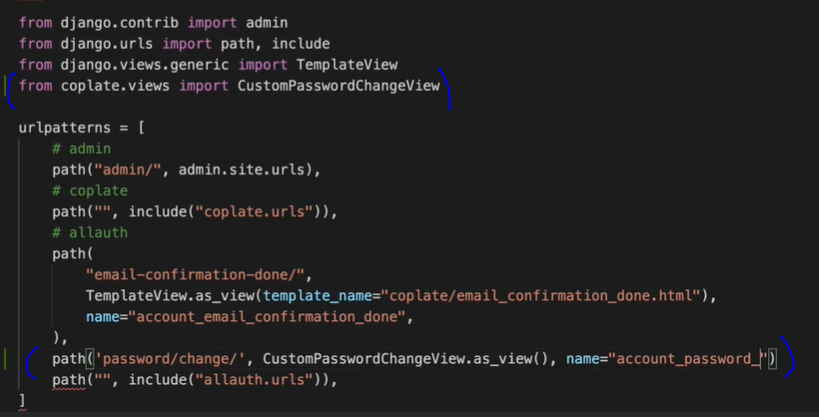 from django.contrib import admin
from django.urls import path, include
from django.views.generic import TemplateView
from coplate.views import CustomPasswordChangeView
urlpatterns = [
# admin
path("admin/", admin.site.urls),
# coplate
path("", include("coplate.urls")),
# allauth
path(
"email-confirmation-done/",
TemplateView.as_view(template_name="coplate/email_confirmation_done.html"),
name="account_email_confirmation_done",
),
path('password/change/', CustomPasswordChangeView.as_view(), name="account_password_")
path("", include("allauth.urls")),
]